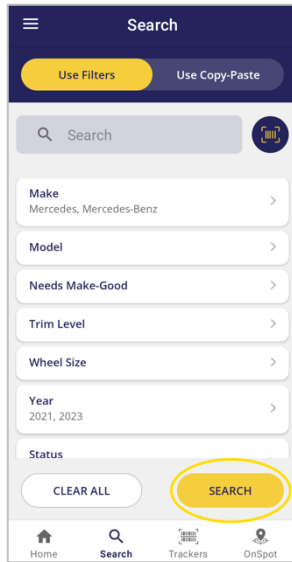 Search
Use Filters
Use Copy-Paste
Search
Make
Mercedes, Mercedes-Benz
Model
Needs Make-Good
Trim Level
Wheel Size
Year
2021, 2023
Status
CLEAR ALL
SEARCH
Home
Search
Trackers
OnSpot